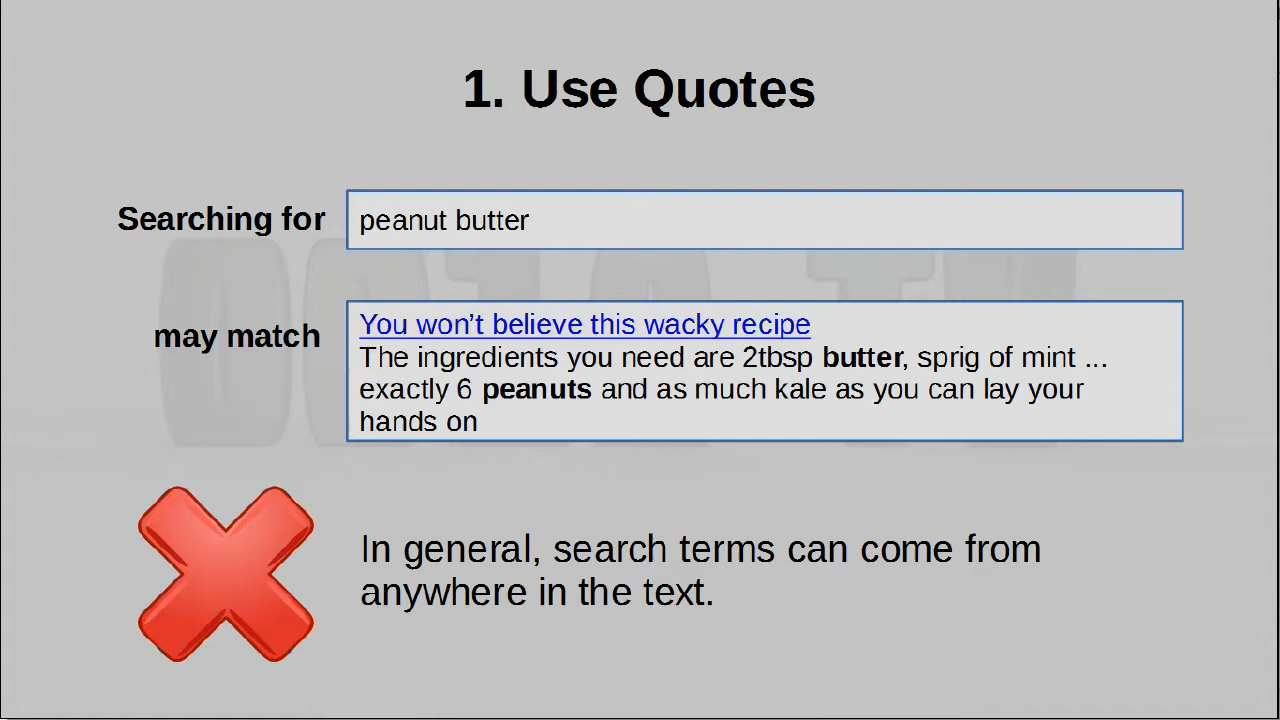 1. Use Quotes
Searching for
peanut butter
may match
You won’t believe this wacky recipe
The ingredients you need are 2tbsp butter, sprig of mint ...
exactly 6 peanuts and as much kale as you can lay your
hands on
In general, search terms can come from
anywhere in the text.